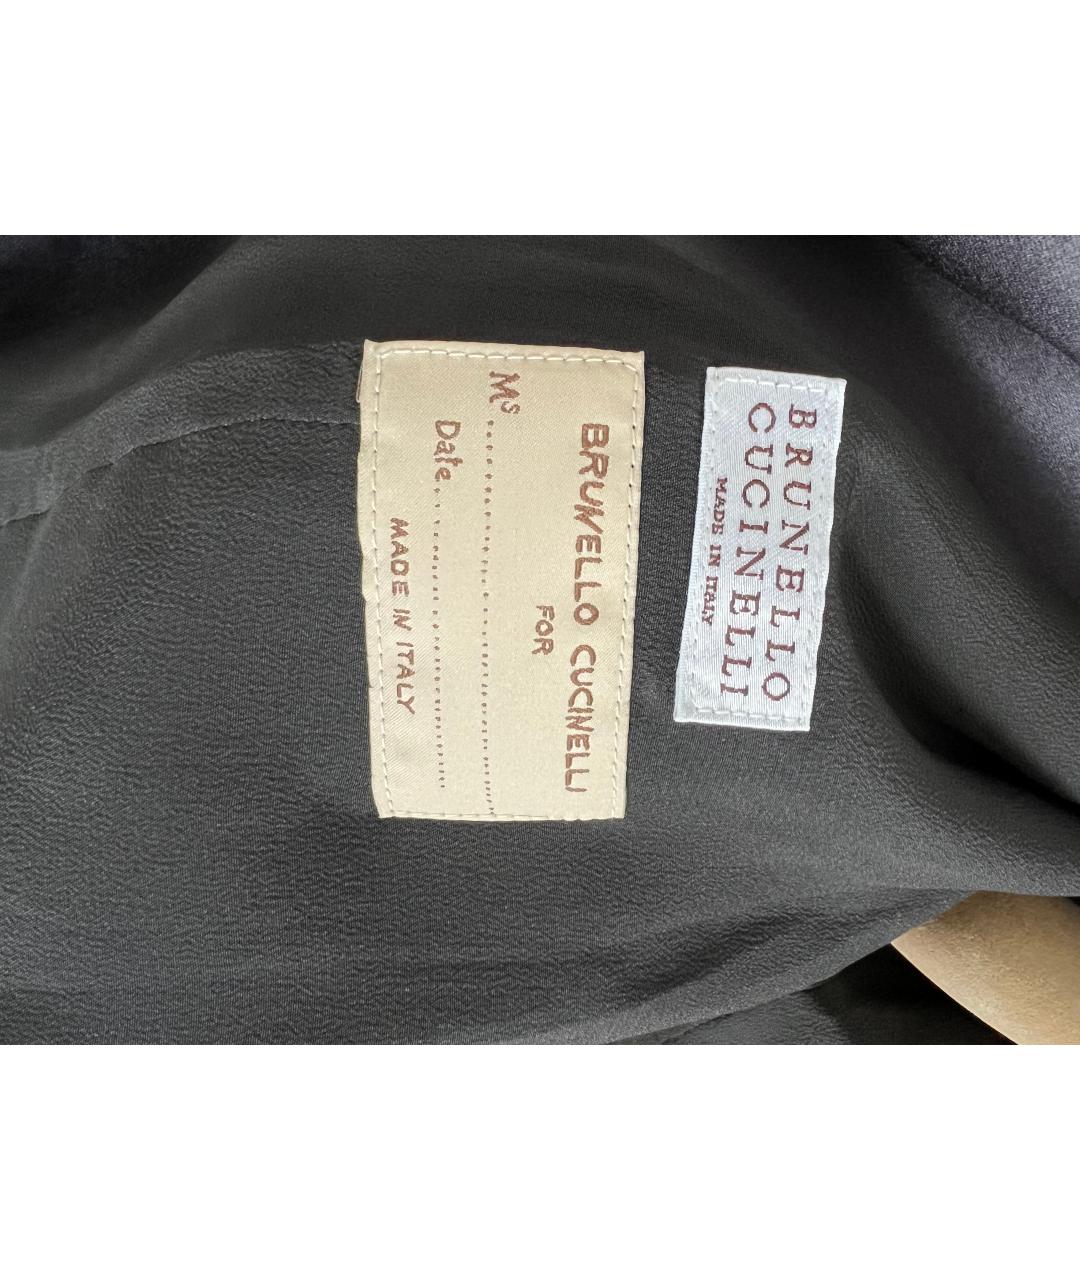 BRUNELLO
CUCINELLI
MADE IN ITALY
BRUNELLO CUCINELLI
FOR
Ms....................................
Date....................................
MADE IN ITALY